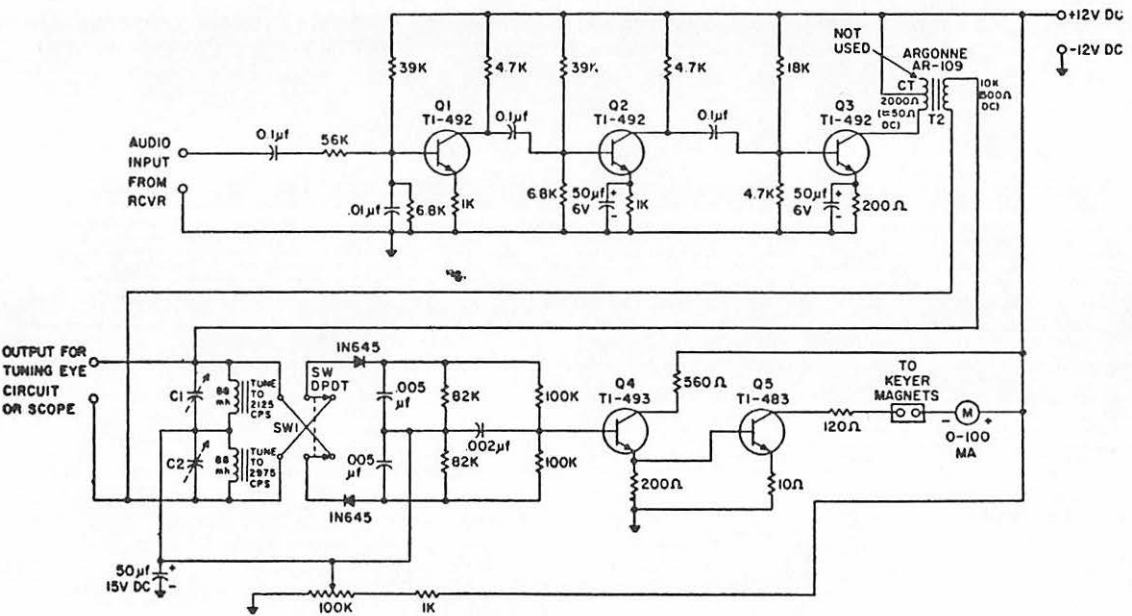 +12V DC
-12V DC
NOT
USED
ARGONNE
AR-109
CT
2000Ω
(≈50Ω
DC)
T2
10K
(800Ω
DC)
39K
4.7K
39K
4.7K
18K
Q1
TI-492
Q2
TI-492
Q3
TI-492
0.1μf
0.1μf
AUDIO
INPUT
FROM
RCVR
0.1μf
56K
.01μf
6.8K
1K
6.8K
50μf
6V
+
-
1K
4.7K
50μf
6V
+
-
200Ω
OUTPUT FOR
TUNING EYE
CIRCUIT
OR SCOPE
C1
88
mh
TUNE
TO
2125
CPS
C2
88
mh
TUNE
TO
2975
CPS
SW1
SW
DPDT
1N645
.005
μf
82K
100K
.002μf
.005
μf
82K
100K
1N645
Q4
TI-493
560Ω
Q5
TI-483
TO
KEYER
MAGNETS
120Ω
-
M
+
0-100
MA
200Ω
10Ω
50μf
15V DC
+
-
100K
1K